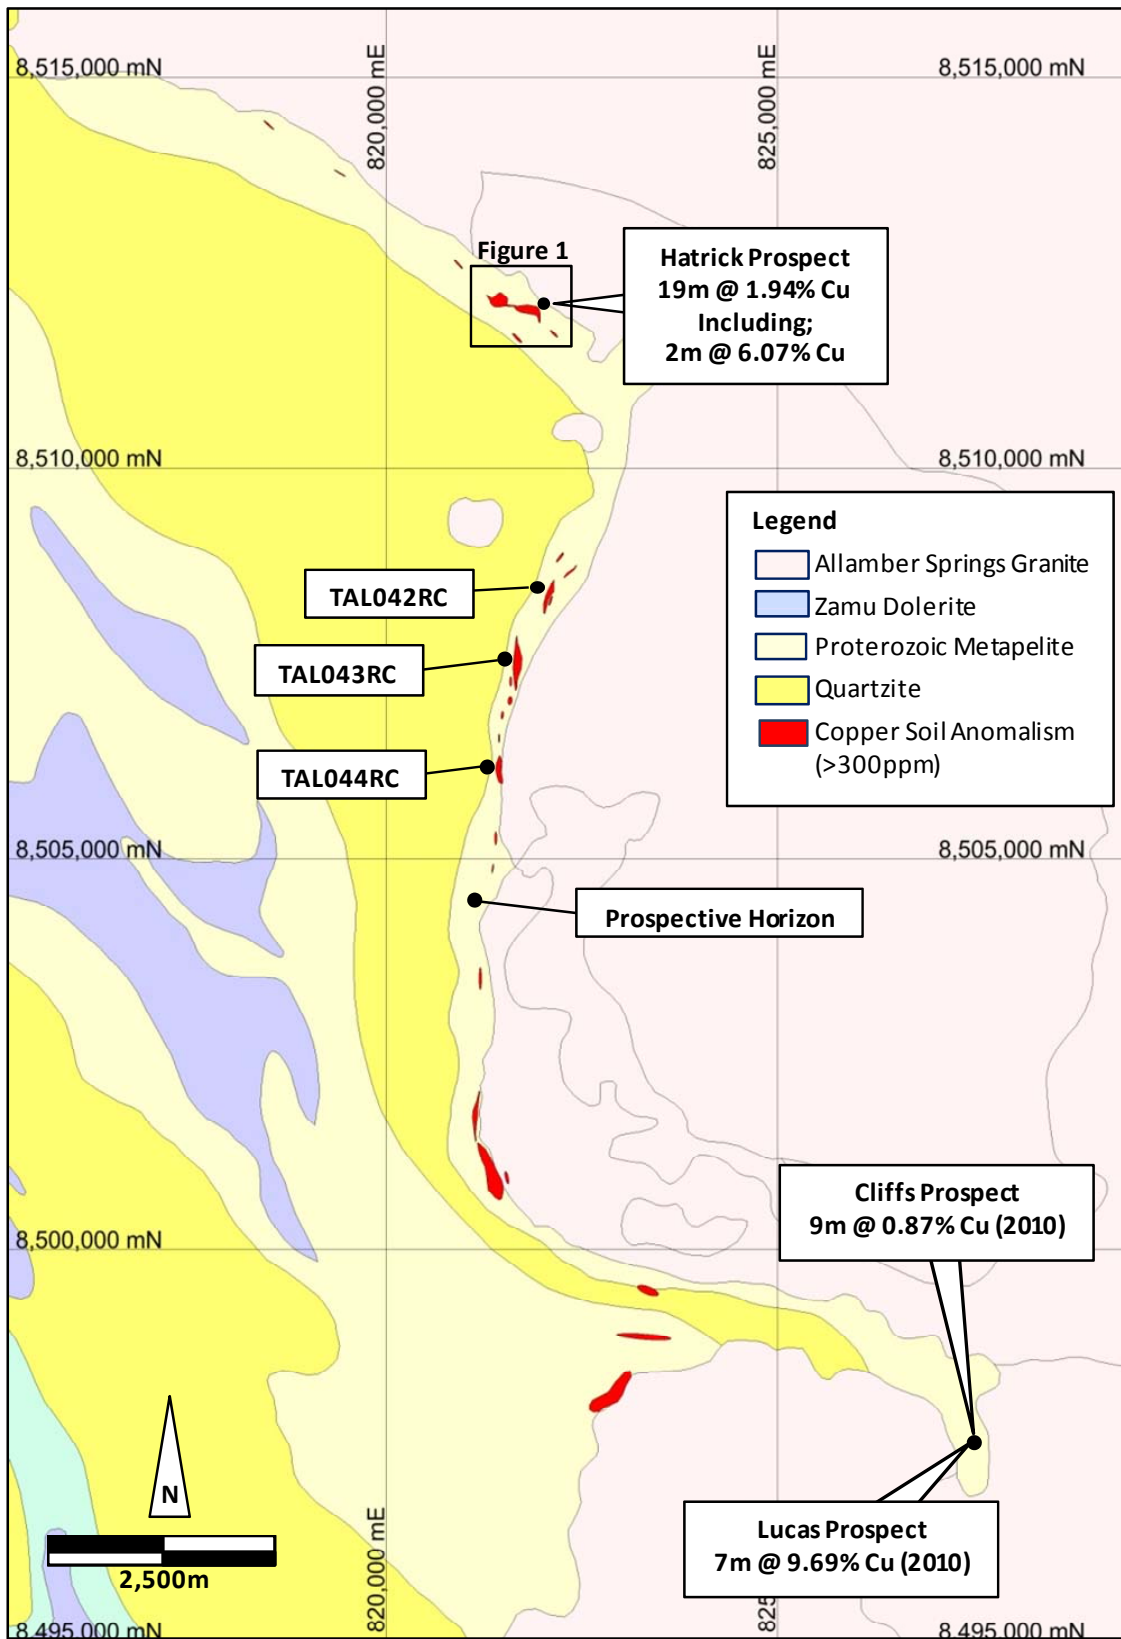 8,515,000 mN
820,000 mE
825,000 mE
8,515,000 mN
Figure 1
Hatrick Prospect
19m @ 1.94% Cu
Including;
2m @ 6.07% Cu
8,510,000 mN
8,510,000 mN
Legend
Allamber Springs Granite
Zamu Dolerite
Proterozoic Metapelite
Quartzite
Copper Soil Anomalism
(>300ppm)
TAL042RC
TAL043RC
TAL044RC
8,505,000 mN
8,505,000 mN
Prospective Horizon
Cliffs Prospect
9m @ 0.87% Cu (2010)
8,500,000 mN
N
2,500m
820,000 mE
Lucas Prospect
7m @ 9.69% Cu (2010)
825
8,495,000 mN
8,495,000 mN